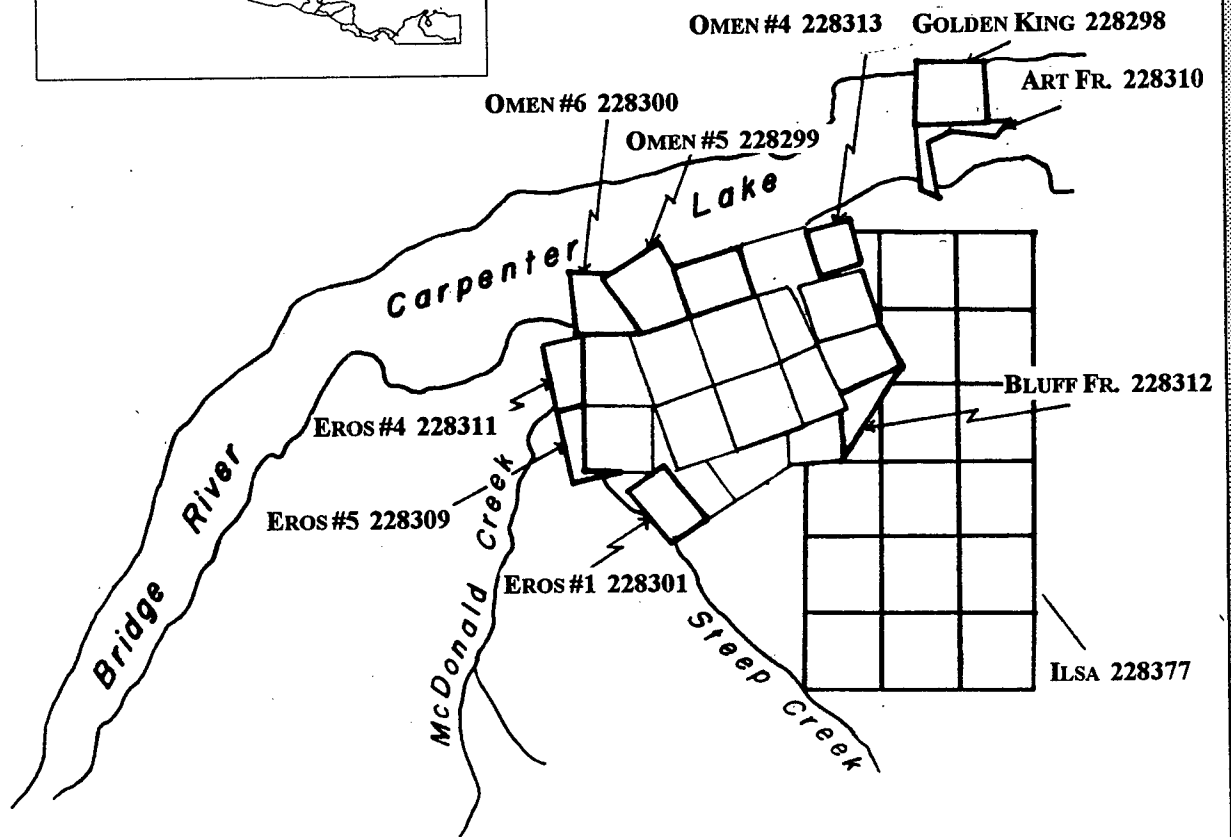 OMEN #4 228313
GOLDEN KING 228298
ART FR. 228310
OMEN #6 228300
OMEN #5 228299
Carpenter Lake
BLUFF FR. 228312
EROS #4 228311
EROS #5 228309
EROS #1 228301
Bridge River
McDonald Creek
Steep Creek
ILSA 228377